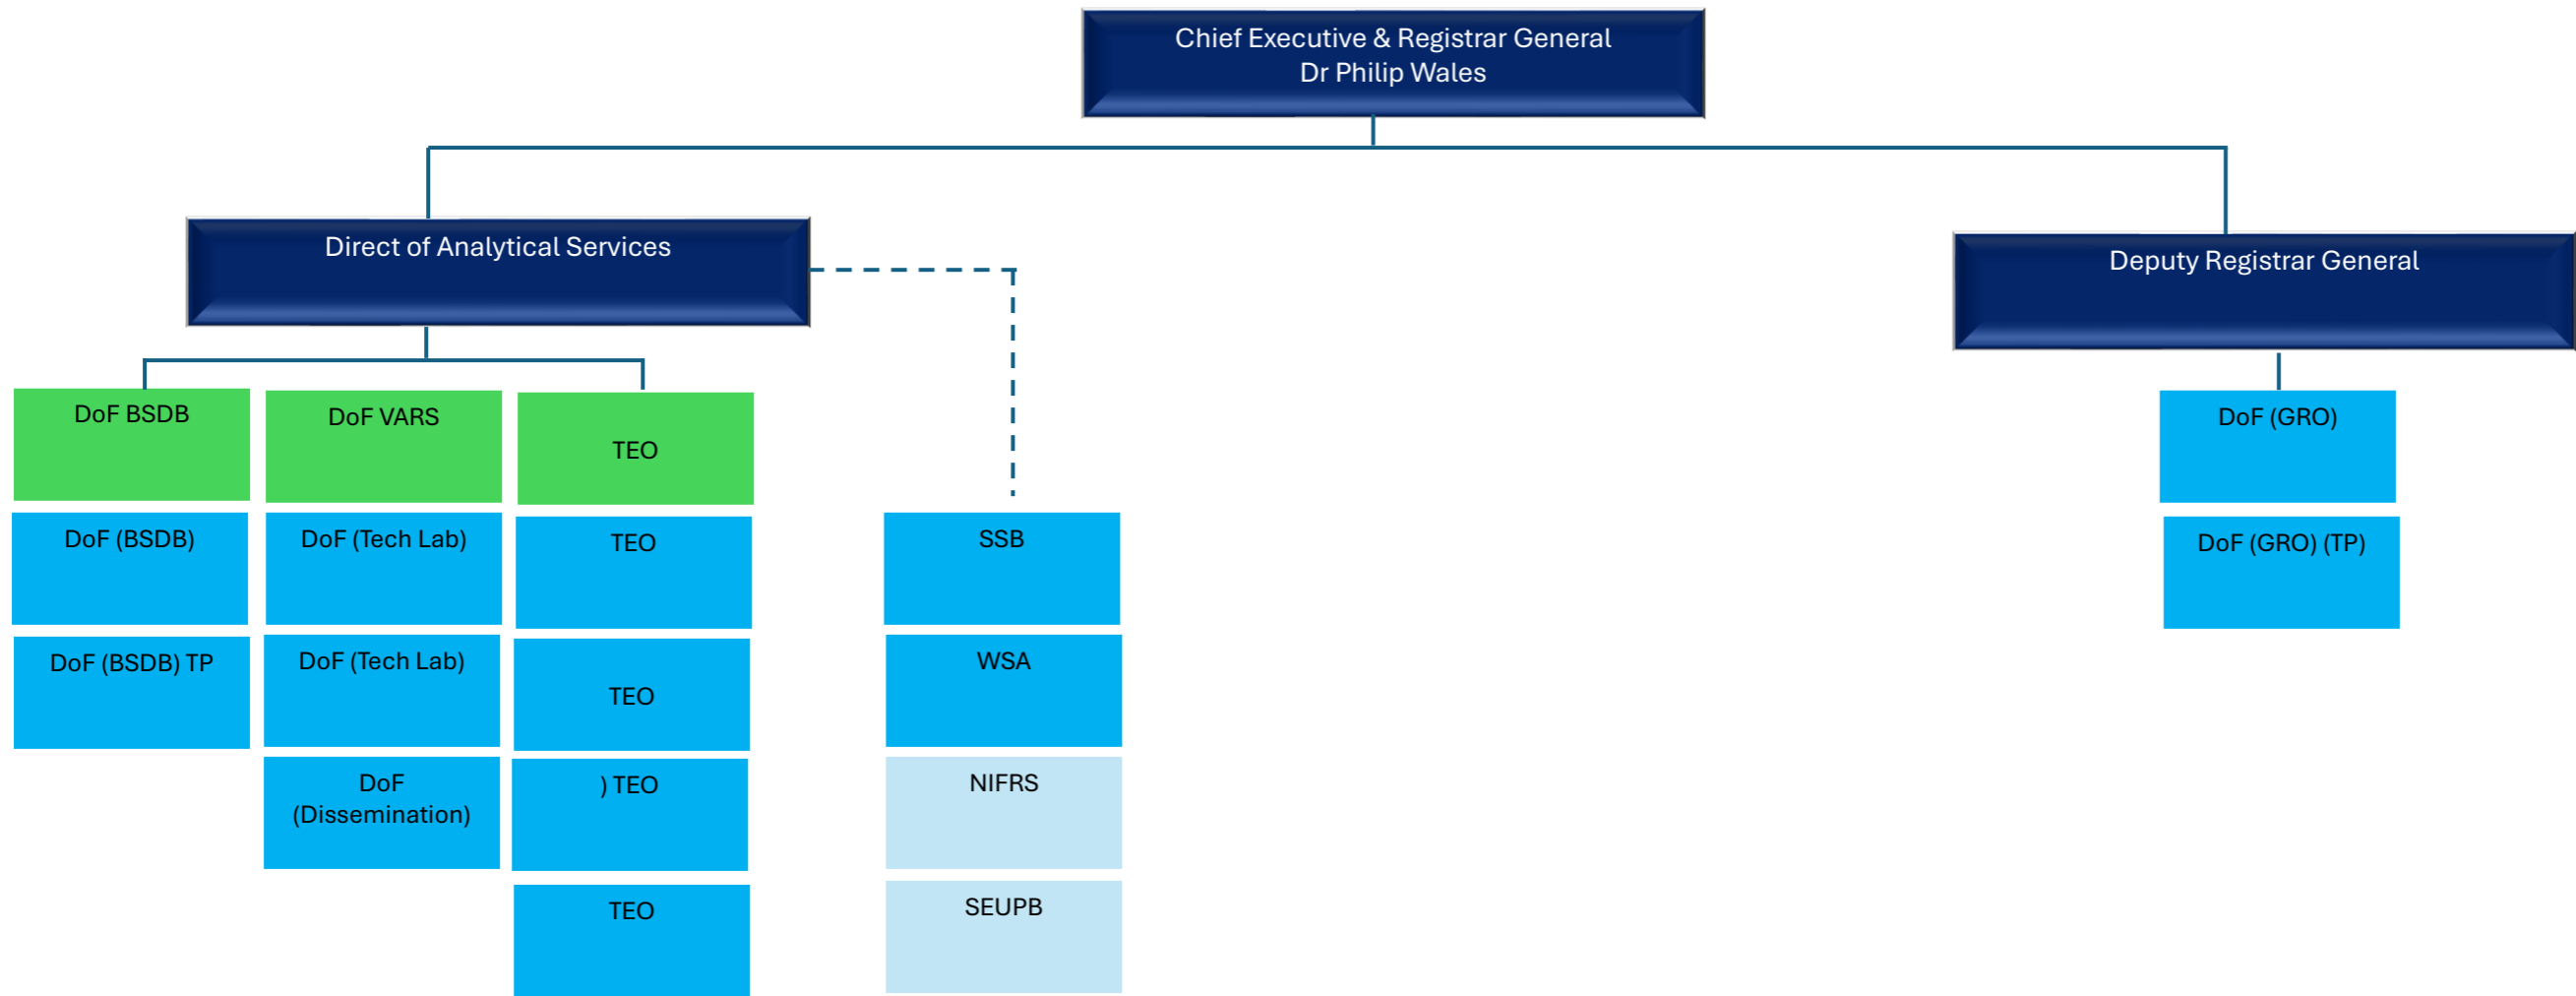 Chief Executive & Registrar General
Dr Philip Wales
Direct of Analytical Services
Deputy Registrar General
DoF BSDB
DoF VARS
TEO
DoF (GRO)
DoF (BSDB)
DoF (Tech Lab)
TEO
SSB
DoF (GRO) (TP)
DoF (BSDB) TP
DoF (Tech Lab)
TEO
WSA
DoF
(Dissemination)
) TEO
NIFRS
TEO
SEUPB